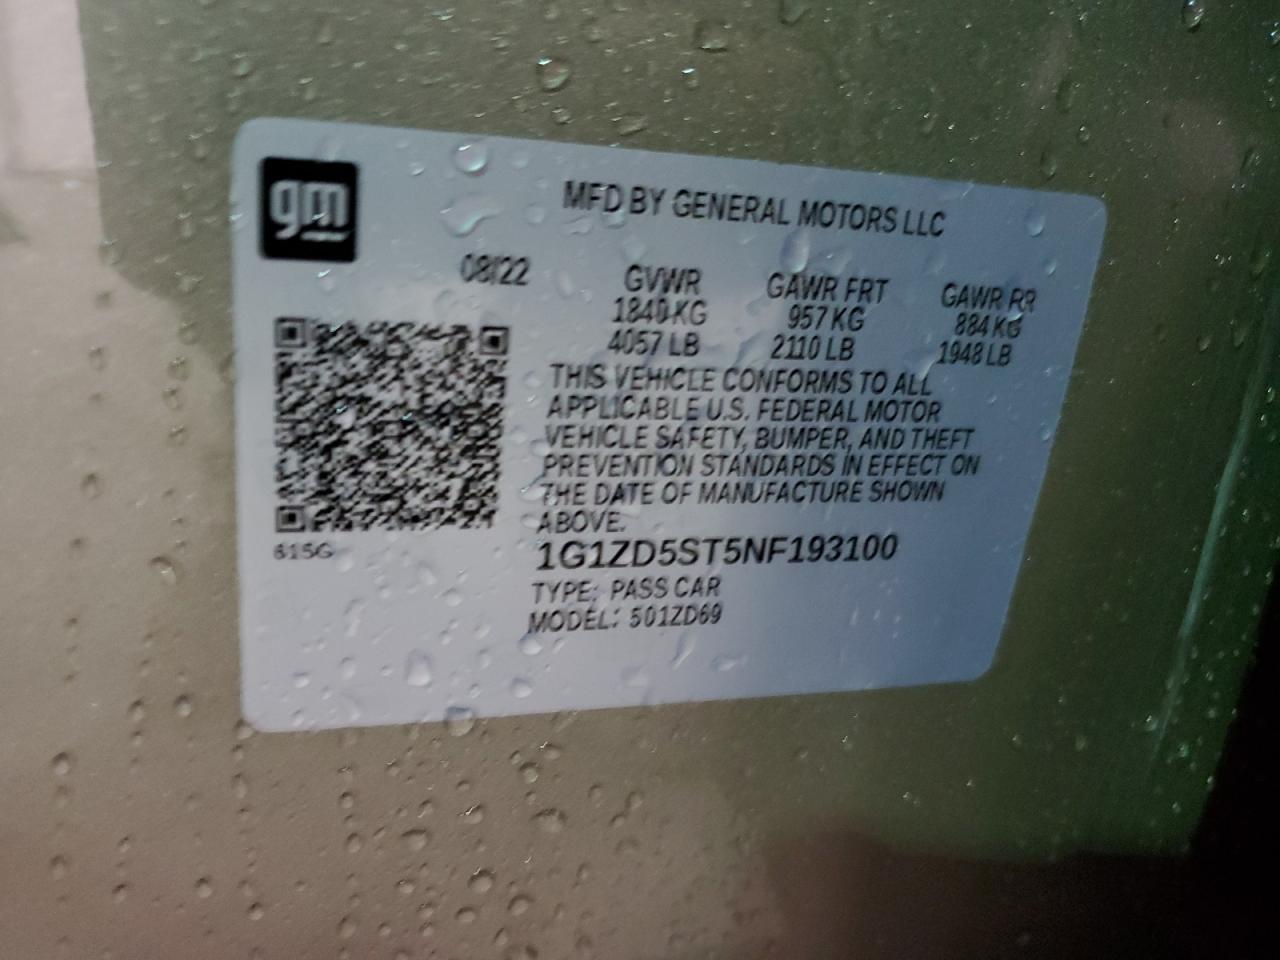 gm
MFD BY GENERAL MOTORS LLC
08/22 GVWR GAWR FRT GAWR RR
1840 KG 957 KG 884 KG
4057 LB 2110 LB 1948 LB
THIS VEHICLE CONFORMS TO ALL
APPLICABLE U.S. FEDERAL MOTOR
VEHICLE SAFETY, BUMPER, AND THEFT
PREVENTION STANDARDS IN EFFECT ON
THE DATE OF MANUFACTURE SHOWN
ABOVE.
615G
1G1ZD5ST5NF193100
TYPE: PASS CAR
MODEL: 501ZD69